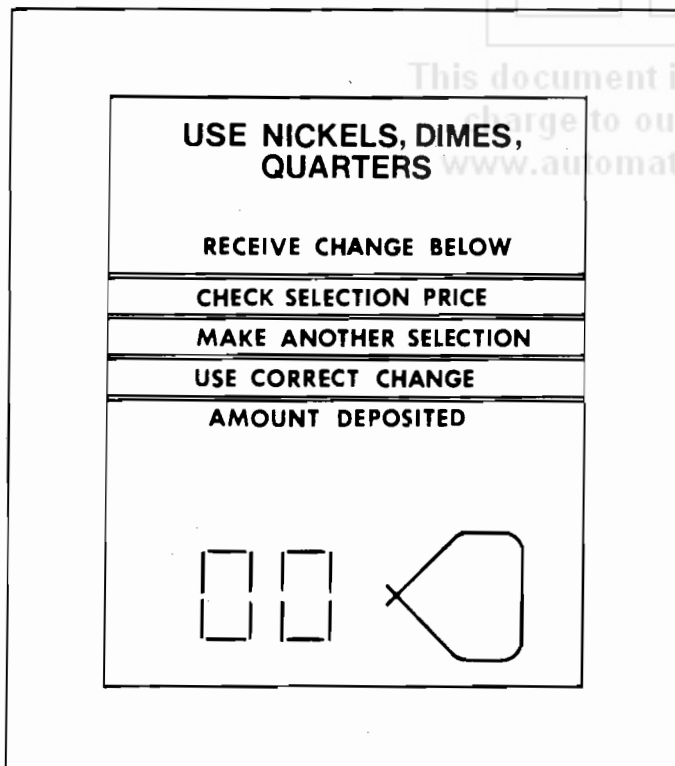 This document i
charge to ou
www.automat
USE NICKELS, DIMES,
QUARTERS
RECEIVE CHANGE BELOW
CHECK SELECTION PRICE
MAKE ANOTHER SELECTION
USE CORRECT CHANGE
AMOUNT DEPOSITED
00